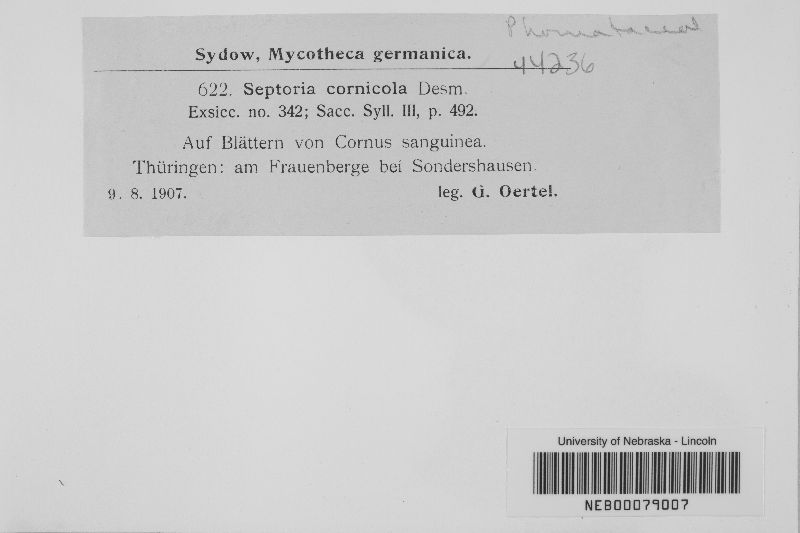 Phomataceae
Sydow, Mycotheca germanica.
44236
622. Septoria cornicola Desm.
Exsicc. no. 342; Sacc. Syll. III, p. 492.
Auf Blättern von Cornus sanguinea.
Thüringen: am Frauenberge bei Sondershausen.
9. 8. 1907. leg. G. Oertel.
University of Nebraska - Lincoln
NEB00079007